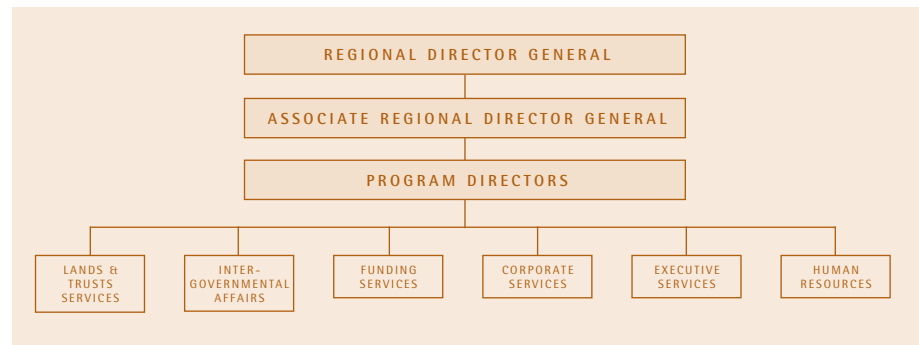 REGIONAL DIRECTOR GENERAL
ASSOCIATE REGIONAL DIRECTOR GENERAL
PROGRAM DIRECTORS
LANDS &
TRUSTS
SERVICES
INTER-
GOVERNMENTAL
AFFAIRS
FUNDING
SERVICES
CORPORATE
SERVICES
EXECUTIVE
SERVICES
HUMAN
RESOURCES